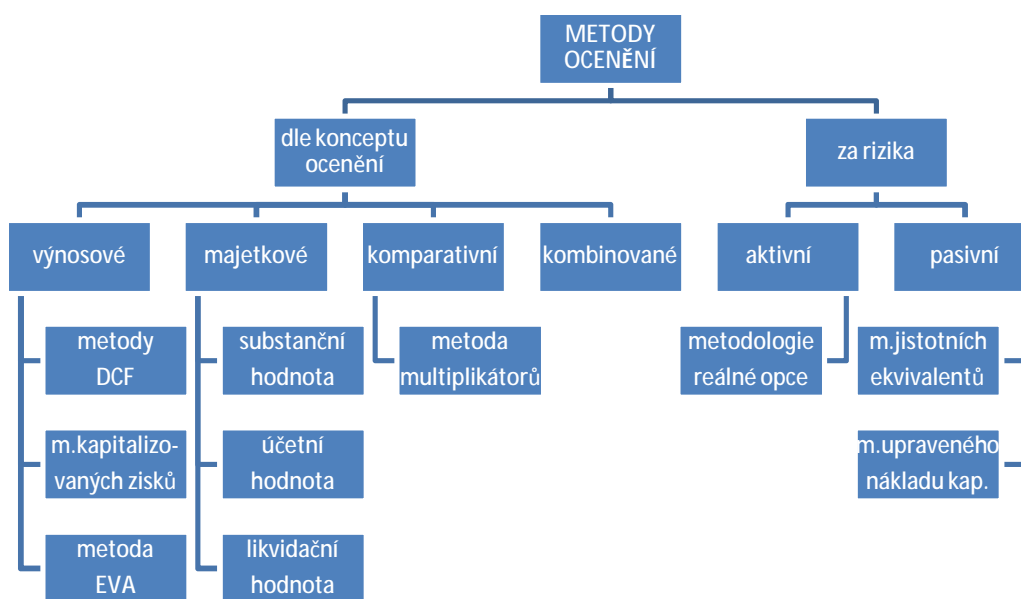 METODY
OCENĚNÍ
dle konceptu
ocenění
za rizika
výnosové
majetkové
komparativní
kombinované
aktivní
pasivní
metody
DCF
substanční
hodnota
metoda
multiplikátorů
metodologie
reálné opce
m.jistotních
ekvivalentů
m.kapitalizo-
vaných zisků
účetní
hodnota
m.upraveného
nákladu kap.
metoda
EVA
likvidační
hodnota